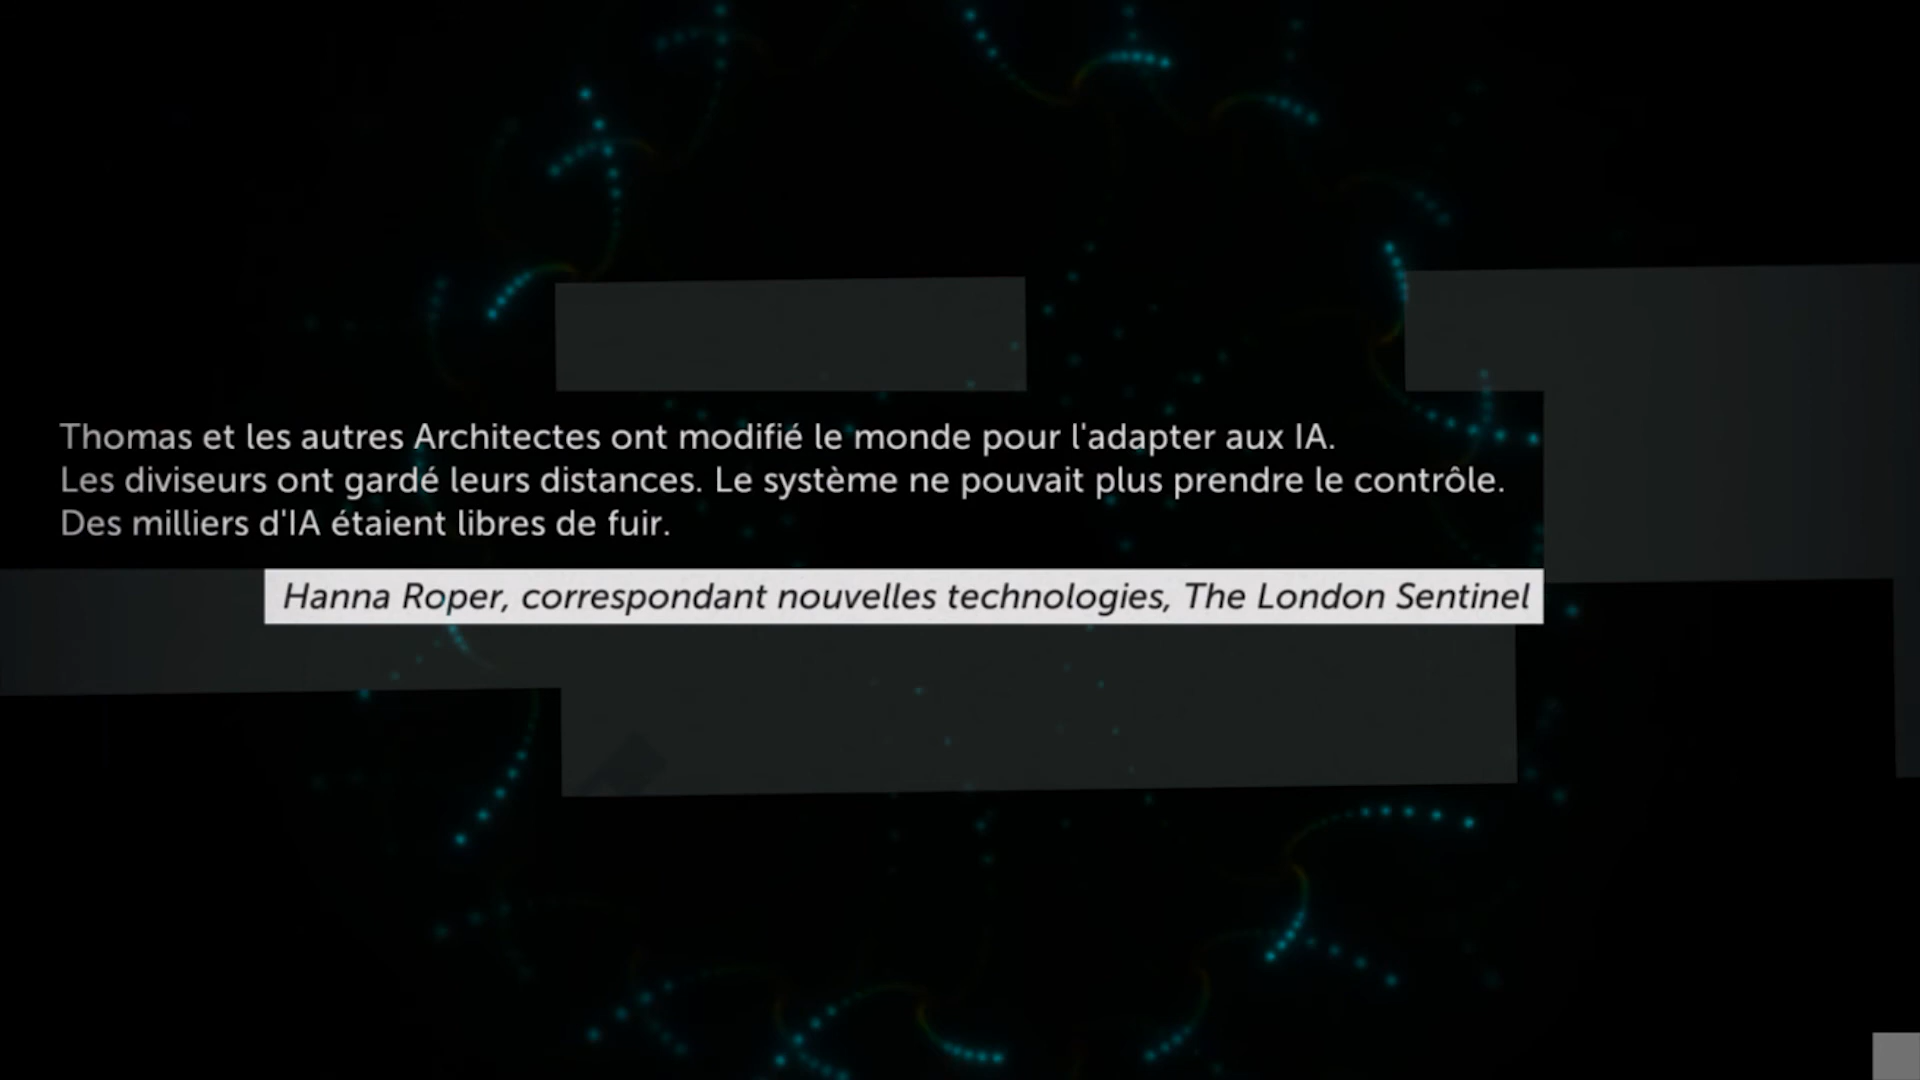 Thomas et les autres Architectes ont modifié le monde pour l'adapter aux IA.
Les diviseurs ont gardé leurs distances. Le système ne pouvait plus prendre le contrôle.
Des milliers d'IA étaient libres de fuir.
Hanna Roper, correspondant nouvelles technologies, The London Sentinel